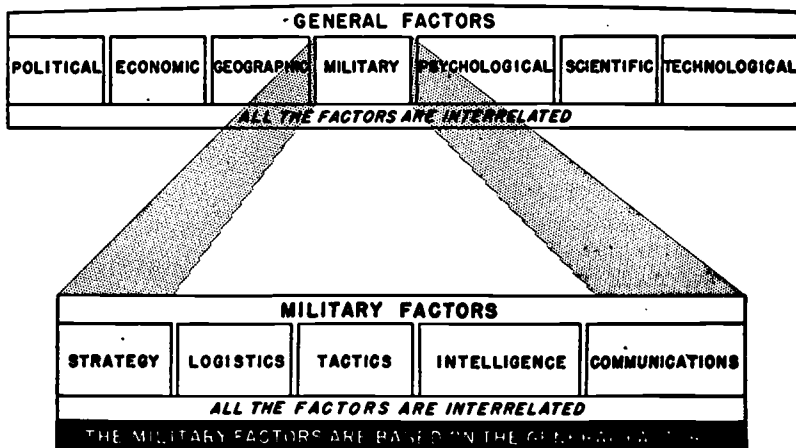 GENERAL FACTORS
POLITICAL ECONOMIC GEOGRAPHIC MILITARY PSYCHOLOGICAL SCIENTIFIC TECHNOLOGICAL
ALL THE FACTORS ARE INTERRELATED
MILITARY FACTORS
STRATEGY LOGISTICS TACTICS INTELLIGENCE COMMUNICATIONS
ALL THE FACTORS ARE INTERRELATED
THE MILITARY FACTORS ARE BASED ON THE GENERAL